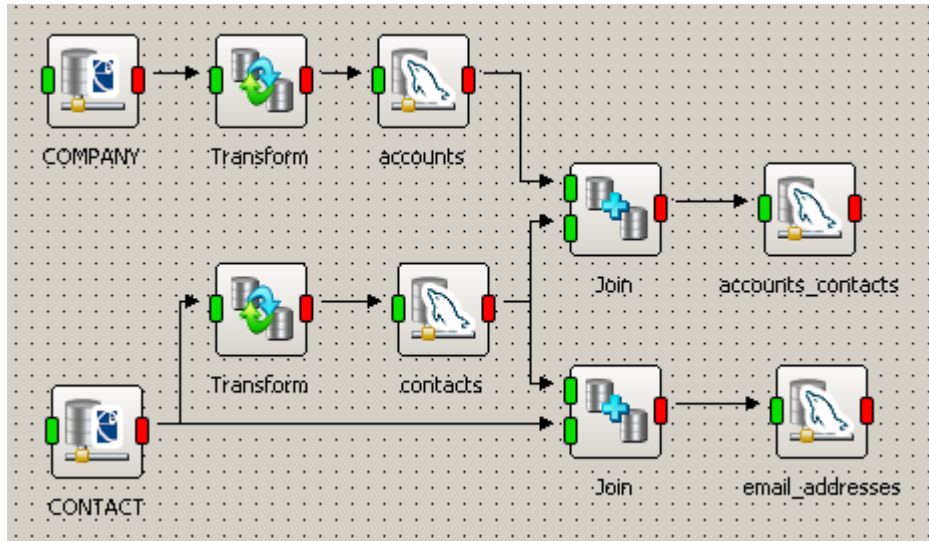 COMPANY
Transform
accounts
Join
accounts_contacts
Transform
contacts
CONTACT
Join
email_addresses